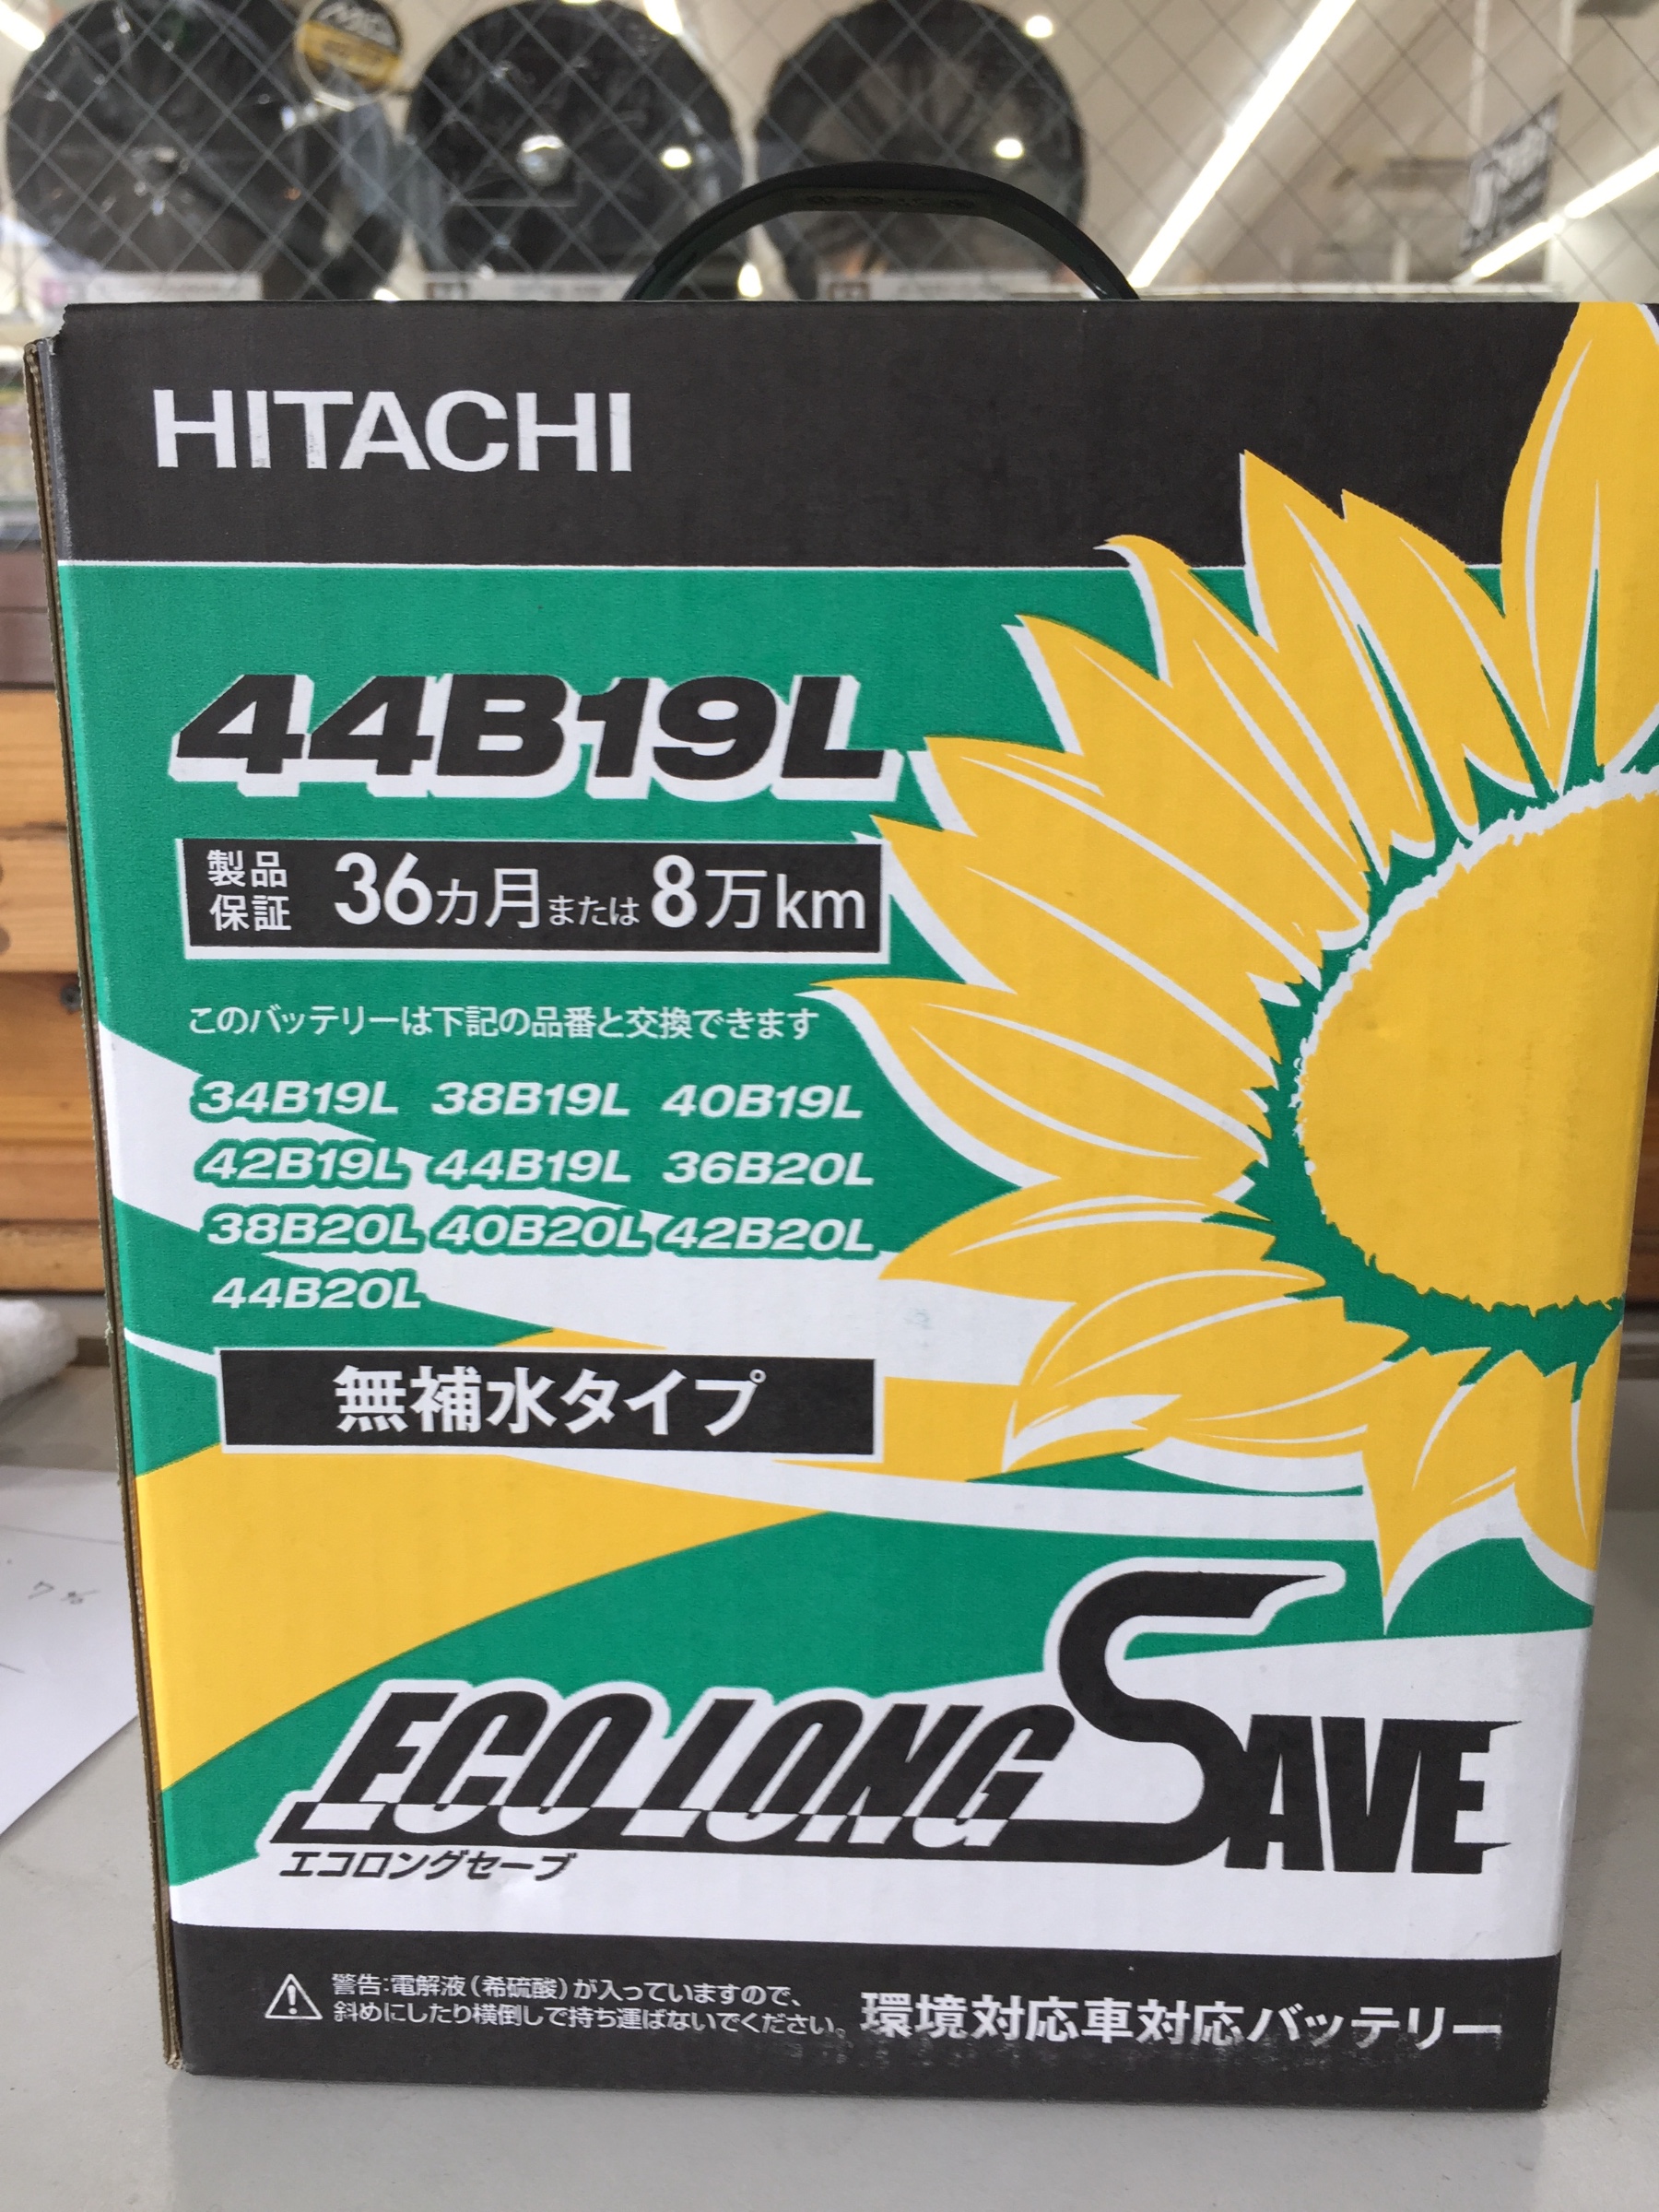 HITACHI
44B19L
製品保証 36カ月または8万km
このバッテリーは下記の品番と交換できます
34B19L 38B19L 40B19L
42B19L 44B19L 36B20L
38B20L 40B20L 42B20L
44B20L
無補水タイプ
ECO LONG SAVE
エコロングセーブ
警告:電解液(希硫酸)が入っていますので、
斜めにしたり横倒しで持ち運ばないでください。
環境対応車対応バッテリー